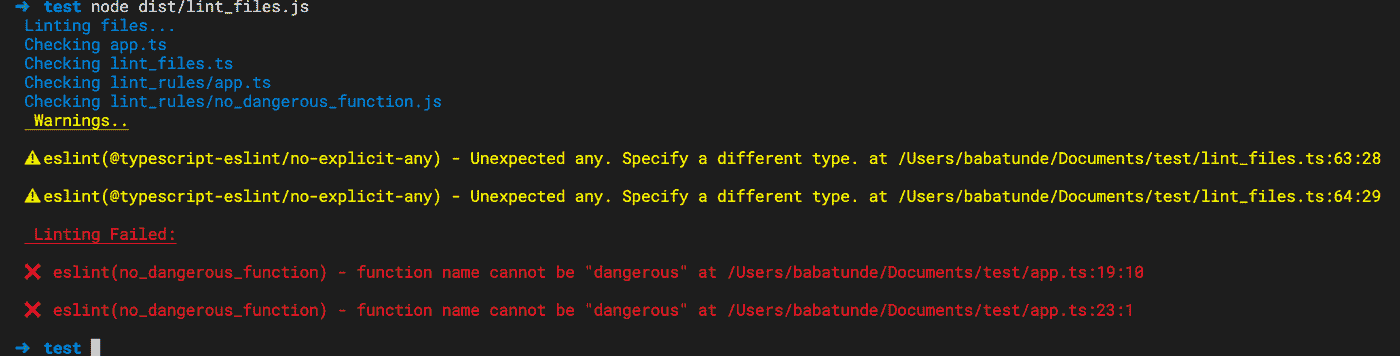 ➜ test node dist/lint_files.js
Linting files...
Checking app.ts
Checking lint_files.ts
Checking lint_rules/app.ts
Checking lint_rules/no_dangerous_function.js
Warnings..
⚠eslint(@typescript-eslint/no-explicit-any) - Unexpected any. Specify a different type. at /Users/babatunde/Documents/test/lint_files.ts:63:28
⚠eslint(@typescript-eslint/no-explicit-any) - Unexpected any. Specify a different type. at /Users/babatunde/Documents/test/lint_files.ts:64:29
Linting Failed:
❌ eslint(no_dangerous_function) - function name cannot be "dangerous" at /Users/babatunde/Documents/test/app.ts:19:10
❌ eslint(no_dangerous_function) - function name cannot be "dangerous" at /Users/babatunde/Documents/test/app.ts:23:1
➜ test